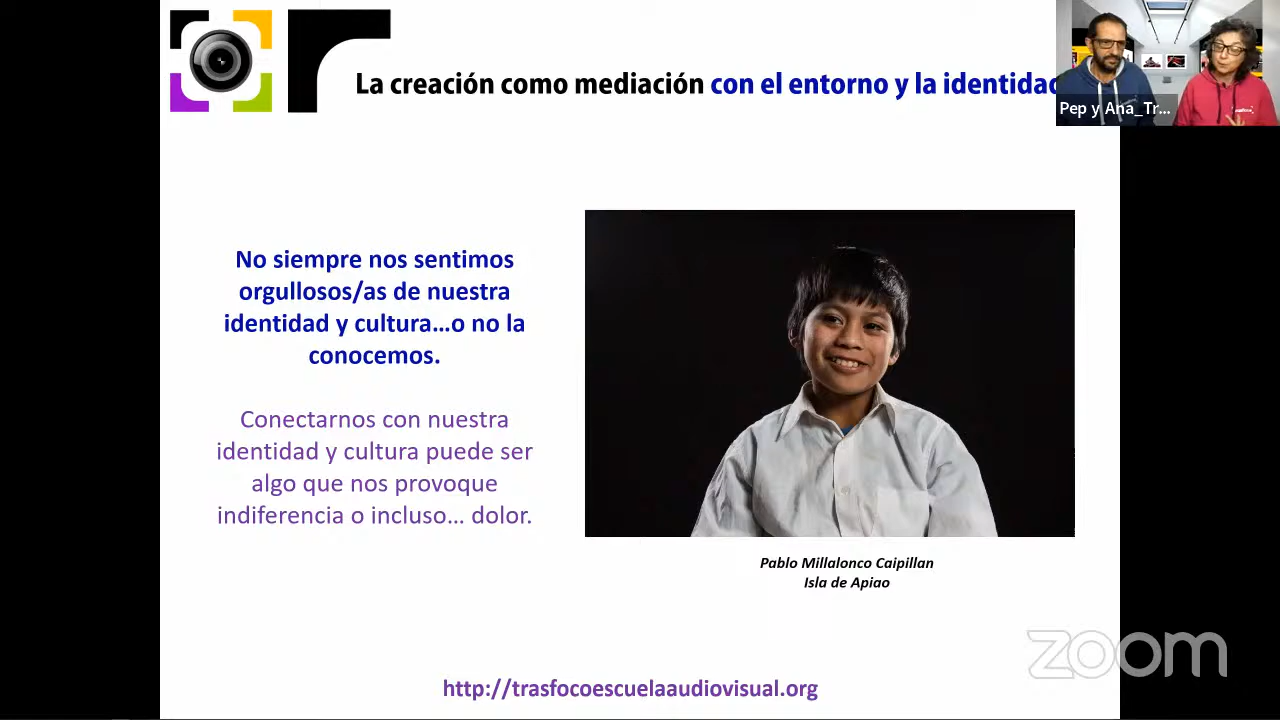 La creación como mediación con el entorno y la identidad
Pep y Ana_Tr...
No siempre nos sentimos
orgullosos/as de nuestra
identidad y cultura...o no la
conocemos.
Conectarnos con nuestra
identidad y cultura puede ser
algo que nos provoque
indiferencia o incluso... dolor.
Pablo Millalonco Caipillan
Isla de Apiao
zoom
http://trasfocoescuelaaudiovisual.org